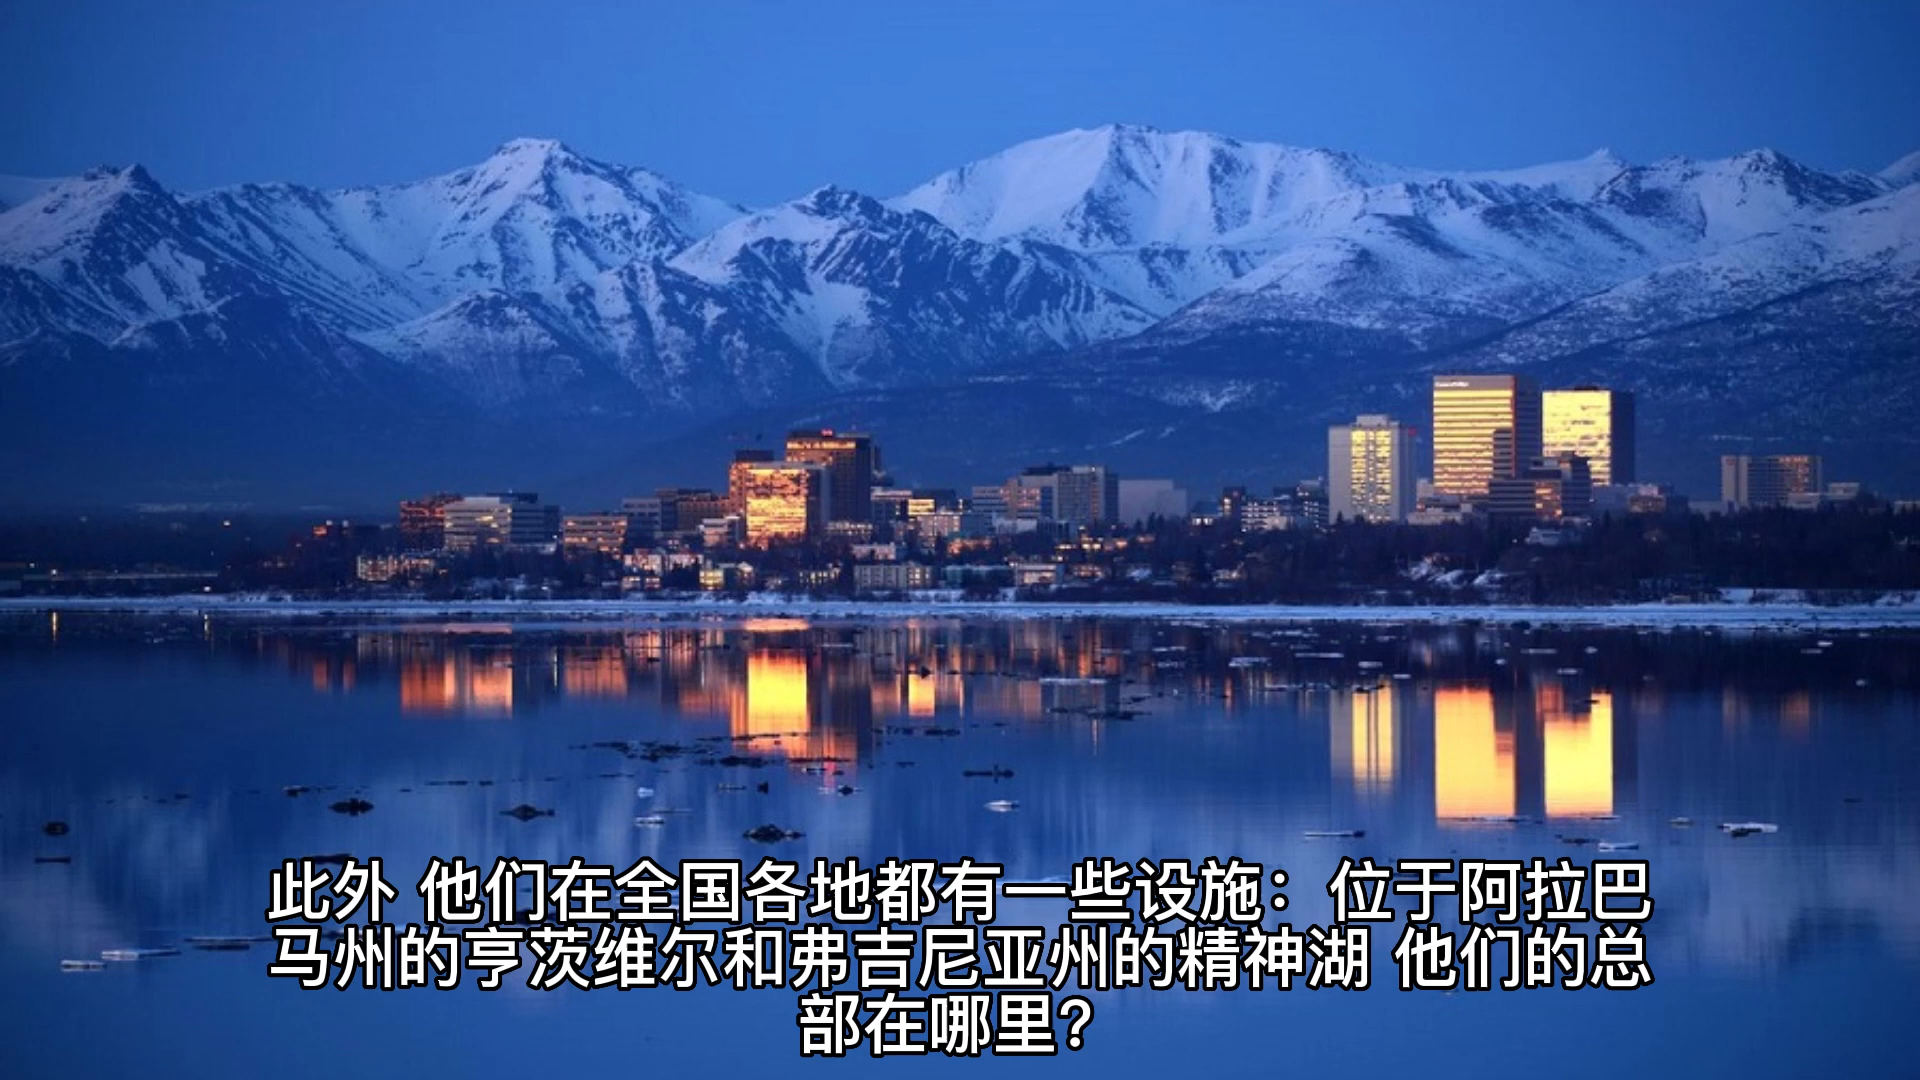 此外 他们在全国各地都有一些设施：位于阿拉巴
马州的亨茨维尔和弗吉尼亚州的精神湖 他们的总
部在哪里？